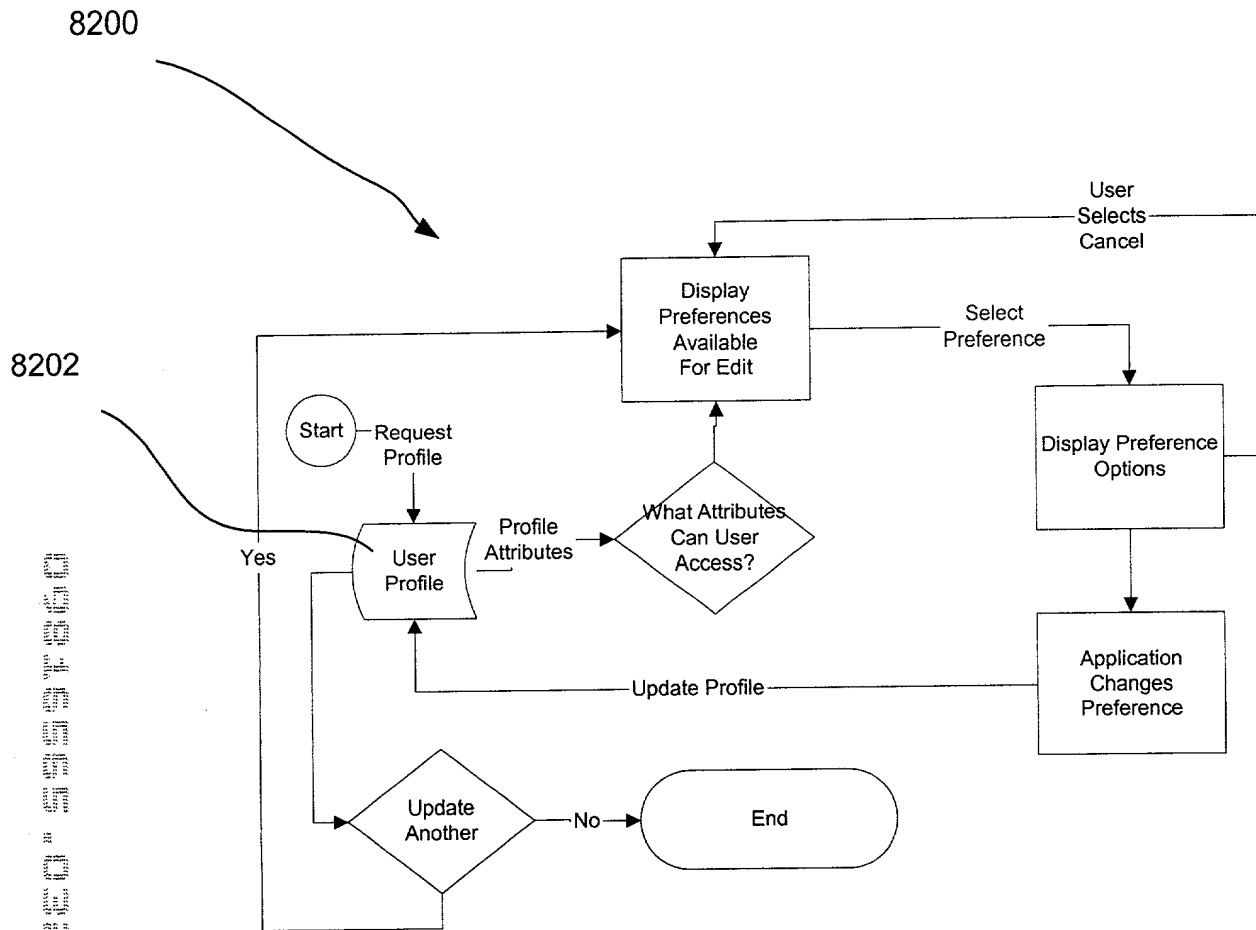 8200
User
Selects
Cancel
Display
Preferences
Available
For Edit
Select
Preference
8202
Start
Request
Profile
Display Preference
Options
What Attributes
Can User
Access?
Profile
Attributes
User
Profile
Yes
Application
Changes
Preference
Update Profile
Update
Another
No
End